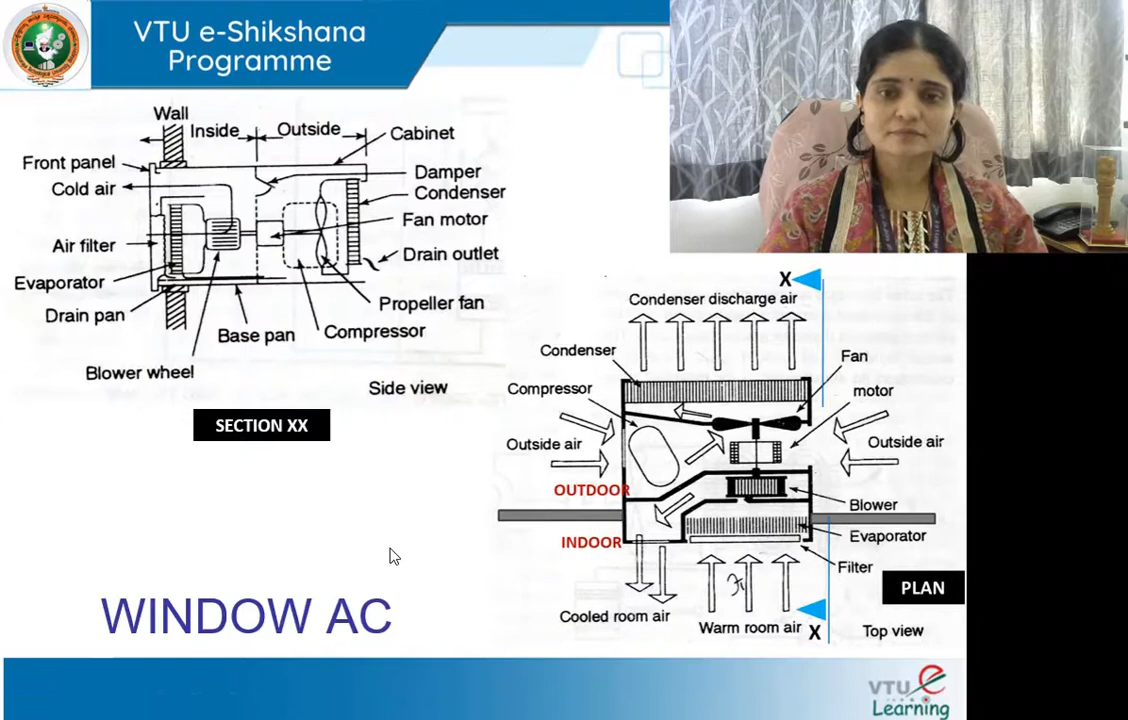 VTU e-Shikshana
Programme
Wall
Inside
Outside
Cabinet
Front panel
Damper
Cold air
Condenser
Fan motor
Air filter
Drain outlet
Evaporator
Propeller fan
Drain pan
Base pan
Compressor
Blower wheel
Side view
SECTION XX
WINDOW AC
X
Condenser discharge air
Condenser
Fan
Compressor
motor
Outside air
Outside air
OUTDOOR
Blower
INDOOR
Evaporator
Filter
PLAN
Cooled room air
Warm room air
X
Top view
VTU e
Learning